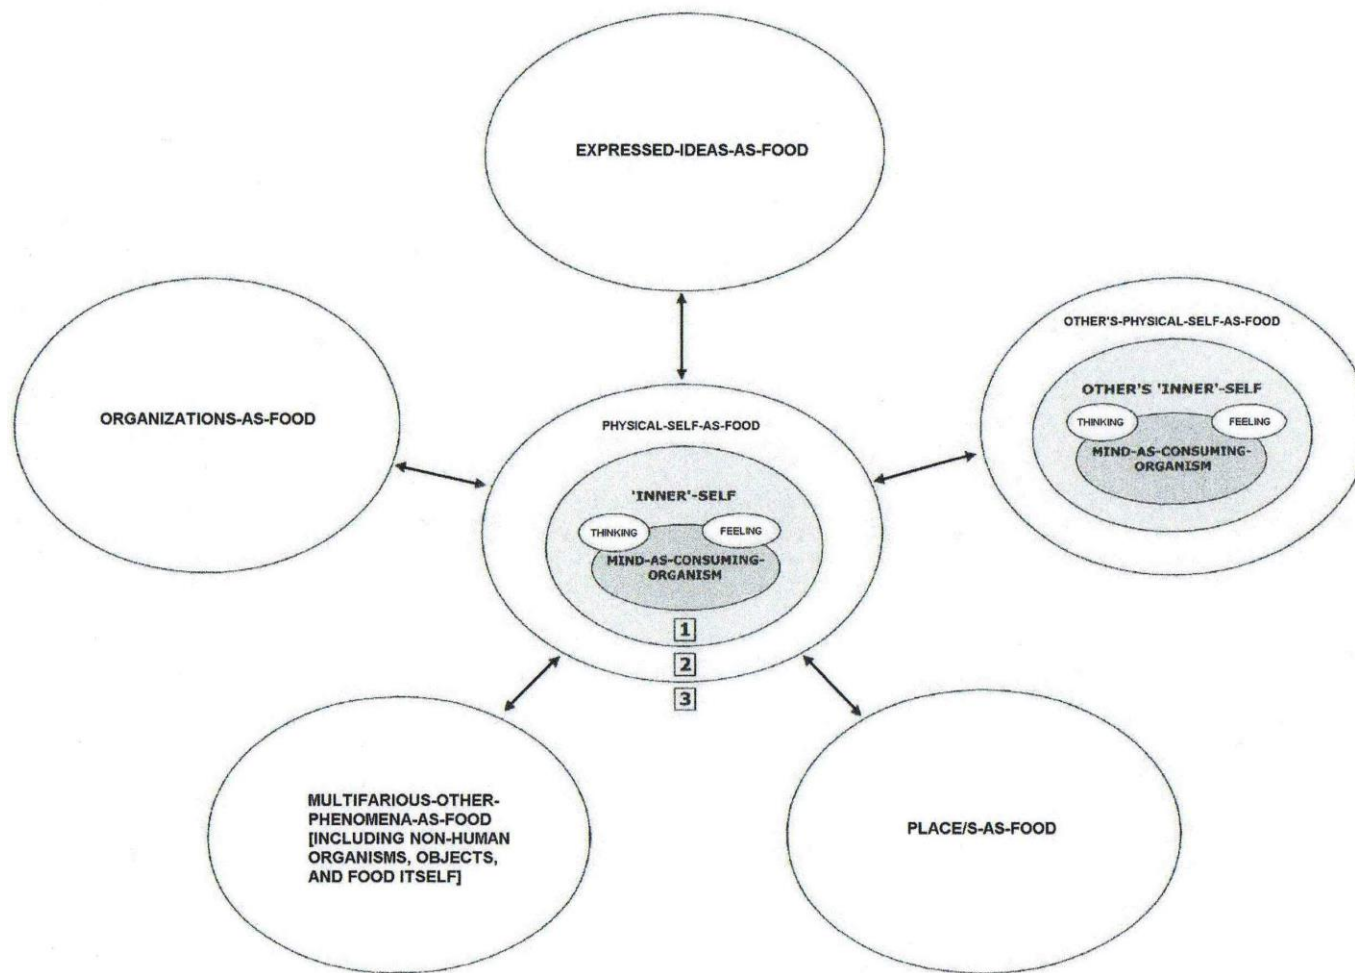 EXPRESSED-IDEAS-AS-FOOD
ORGANIZATIONS-AS-FOOD
OTHER'S-PHYSICAL-SELF-AS-FOOD
OTHER'S 'INNER'-SELF
THINKING
FEELING
MIND-AS-CONSUMING-
ORGANISM
PHYSICAL-SELF-AS-FOOD
'INNER'-SELF
THINKING
FEELING
MIND-AS-CONSUMING-
ORGANISM
1
2
3
MULTIFARIOUS-OTHER-
PHENOMENA-AS-FOOD
[INCLUDING NON-HUMAN
ORGANISMS, OBJECTS,
AND FOOD ITSELF]
PLACE/S-AS-FOOD